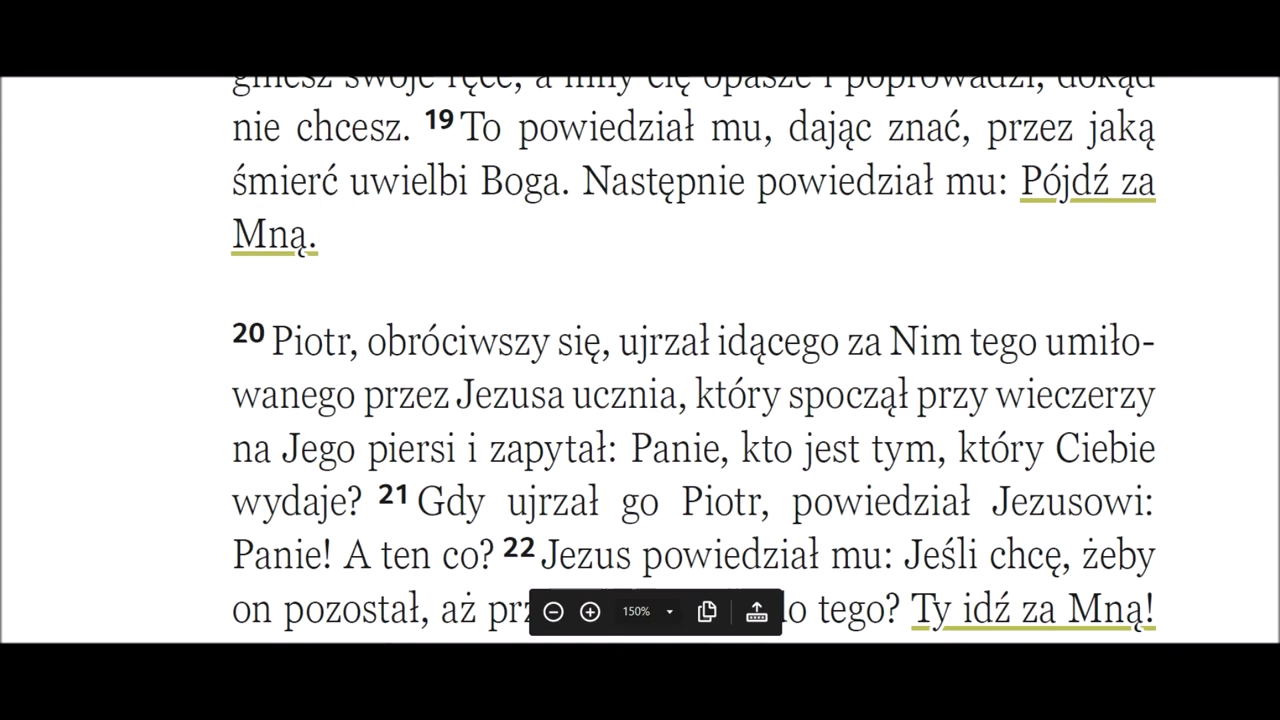 nie chcesz. 19 To powiedział mu, dając znać, przez jaką
śmierć uwielbi Boga. Następnie powiedział mu: Pójdź za
Mną.
20 Piotr, obróciwszy się, ujrzał idącego za Nim tego umiło-
wanego przez Jezusa ucznia, który spoczął przy wieczerzy
na Jego piersi i zapytał: Panie, kto jest tym, który Ciebie
wydaje? 21 Gdy ujrzał go Piotr, powiedział Jezusowi:
Panie! A ten co? 22 Jezus powiedział mu: Jeśli chcę, żeby
on pozostał, aż tego? Ty idź za Mną!
150%